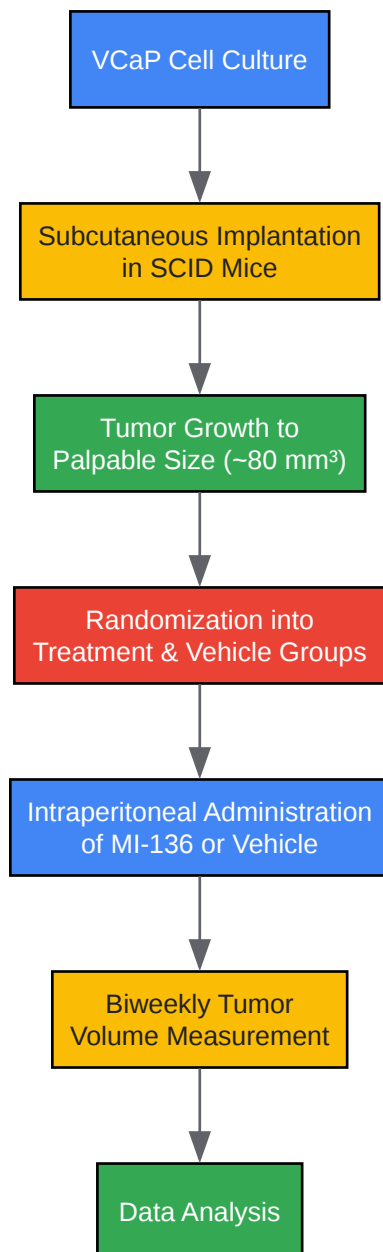 VCaP Cell Culture
Subcutaneous Implantation
in SCID Mice
Tumor Growth to
Palpable Size (~80 mm³)
Randomization into
Treatment & Vehicle Groups
Intraperitoneal Administration
of MI-136 or Vehicle
Biweekly Tumor
Volume Measurement
Data Analysis